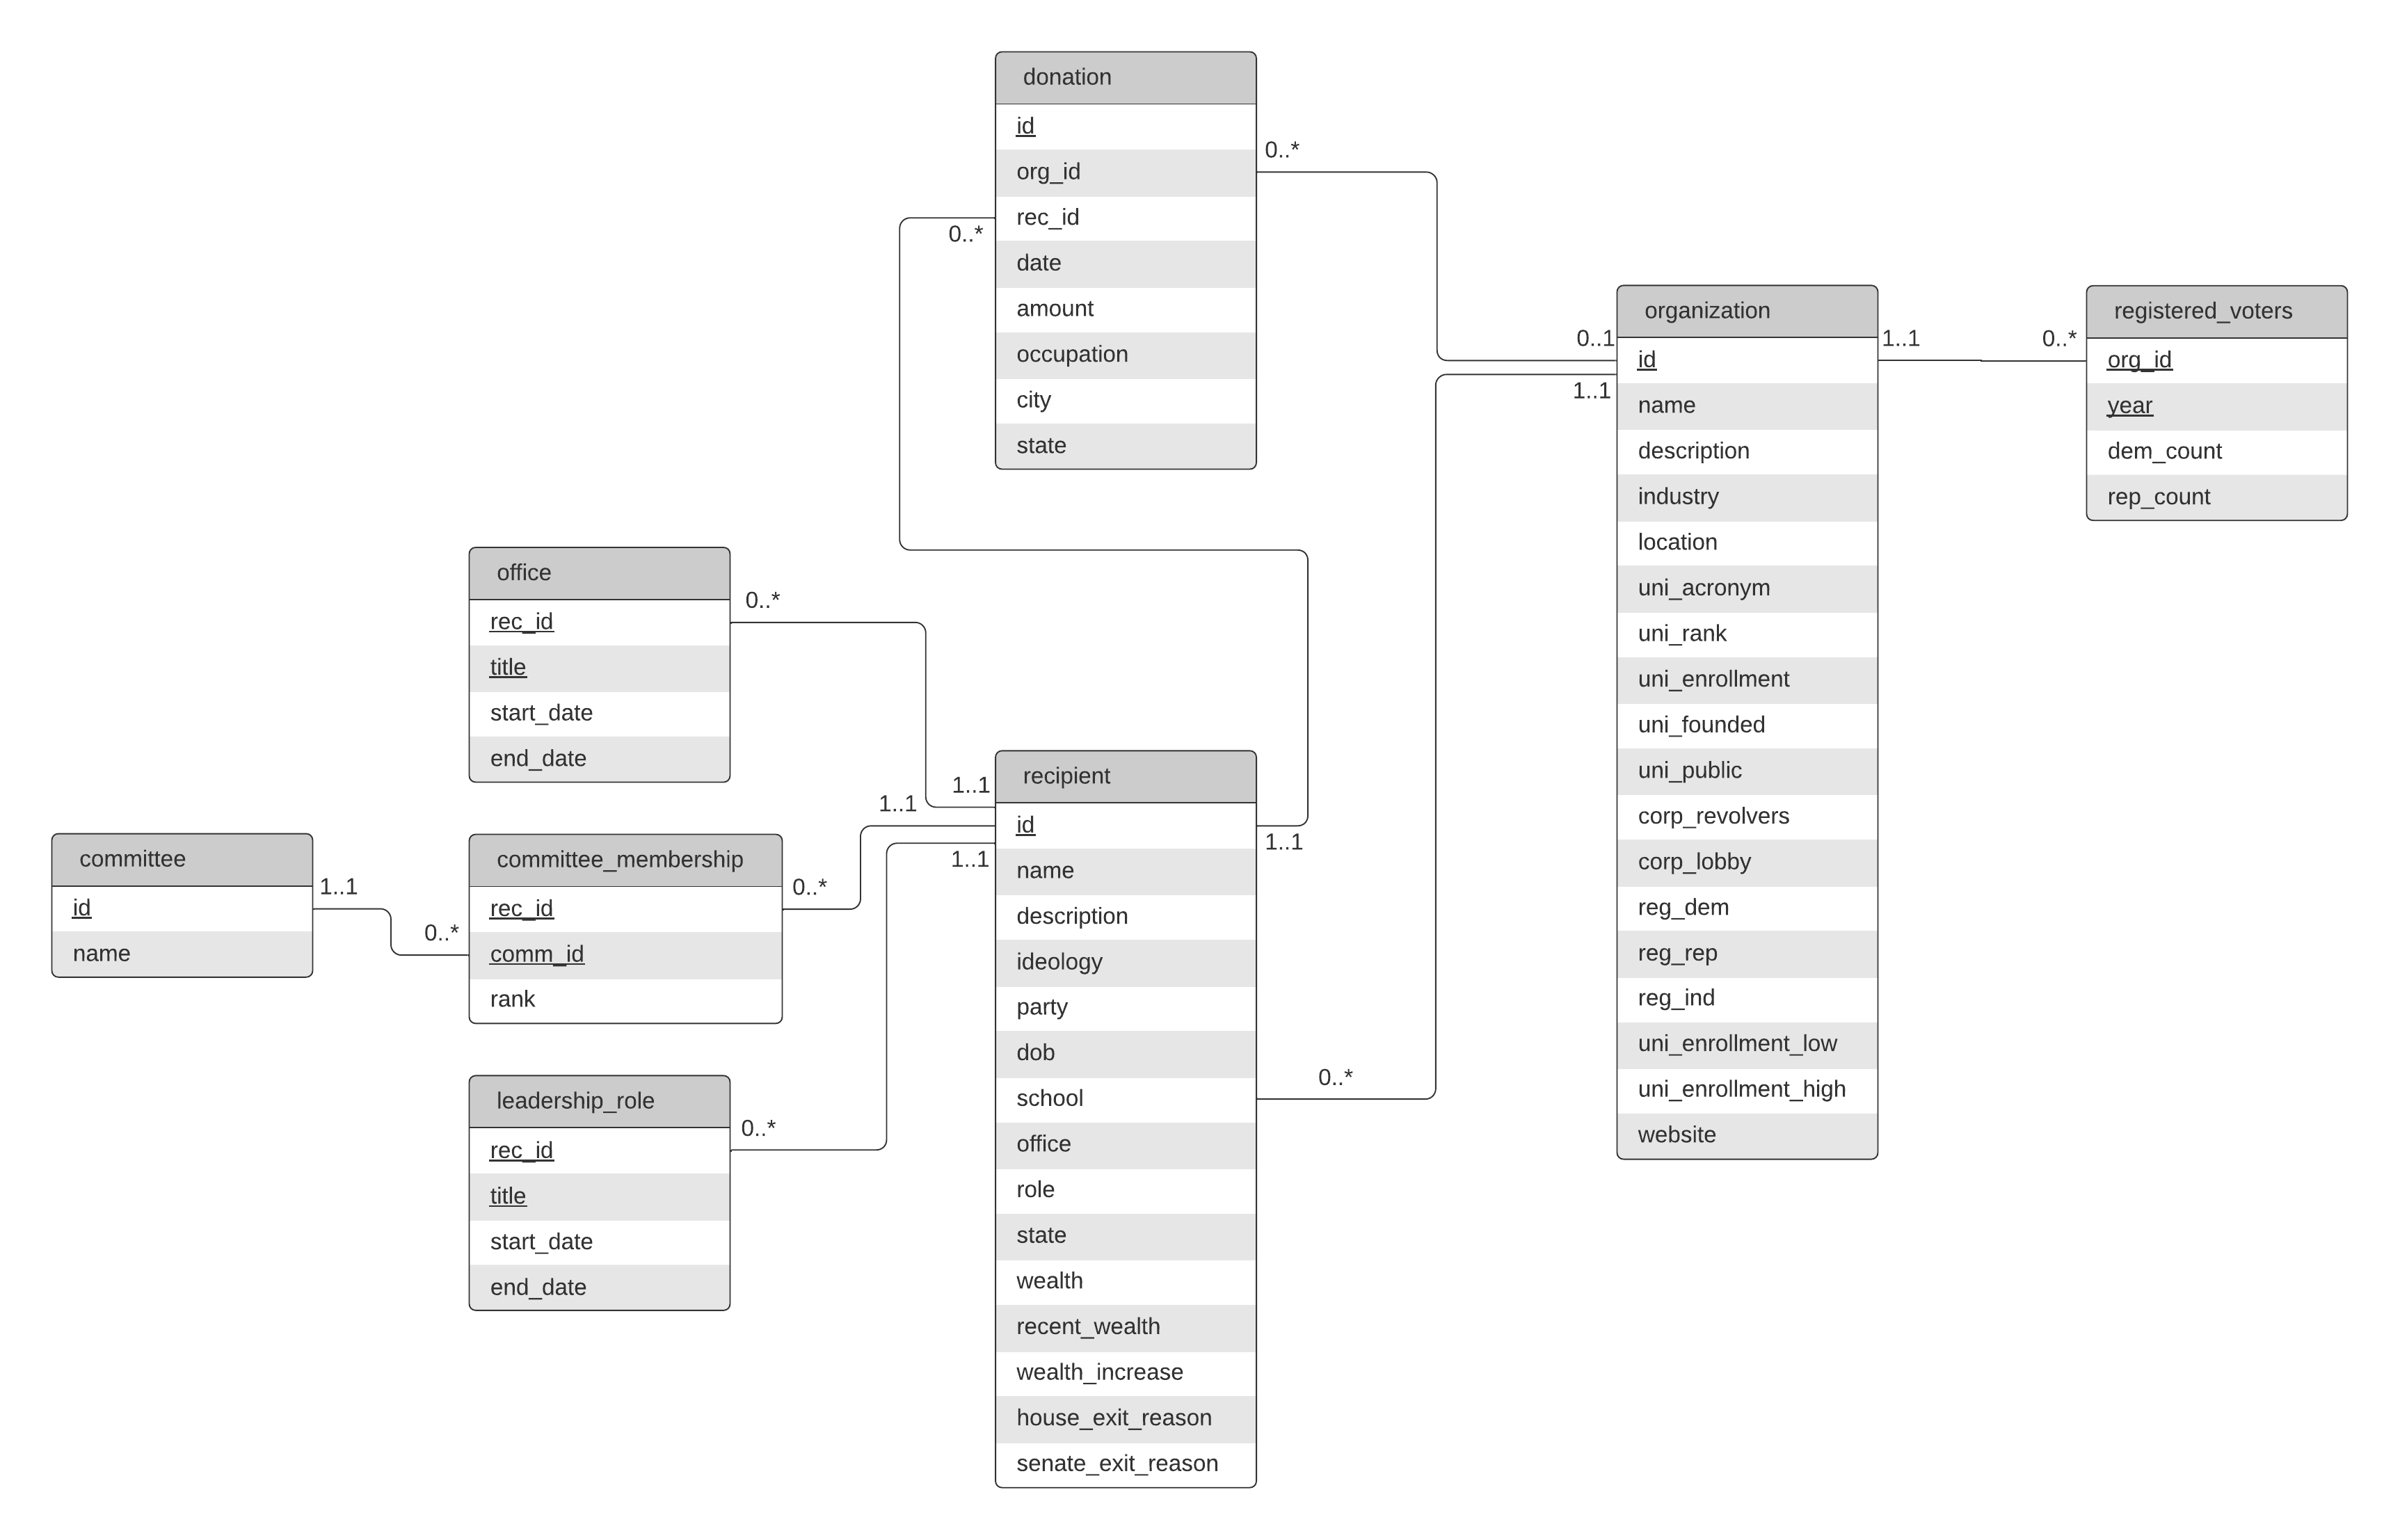 donation
id
org_id
rec_id
date
amount
occupation
city
state
0..*
0..*
0..1
1..1
organization
id
name
description
industry
location
uni_acronym
uni_rank
uni_enrollment
uni_founded
uni_public
corp_revolvers
corp_lobby
reg_dem
reg_rep
reg_ind
uni_enrollment_low
uni_enrollment_high
website
1..1
0..*
registered_voters
org_id
year
dem_count
rep_count
office
rec_id
title
start_date
end_date
0..*
1..1
committee
id
name
1..1
0..*
committee_membership
rec_id
comm_id
rank
0..*
1..1
leadership_role
rec_id
title
start_date
end_date
0..*
1..1
recipient
id
name
description
ideology
party
dob
school
office
role
state
wealth
recent_wealth
wealth_increase
house_exit_reason
senate_exit_reason
1..1
0..*